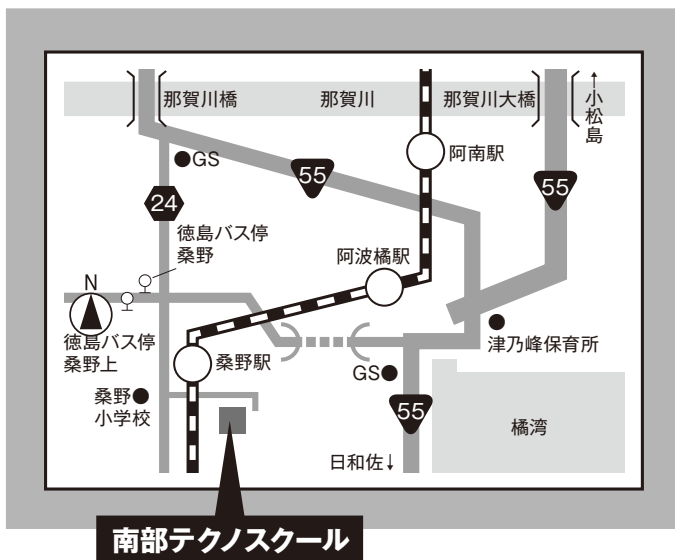 那賀川橋
那賀川
那賀川大橋
↑小松島
阿南駅
GS
55
55
24
徳島バス停
桑野
阿波橘駅
N
徳島バス停
桑野上
桑野駅
津乃峰保育所
GS
桑野
小学校
55
橘湾
日和佐↓
南部テクノスクール